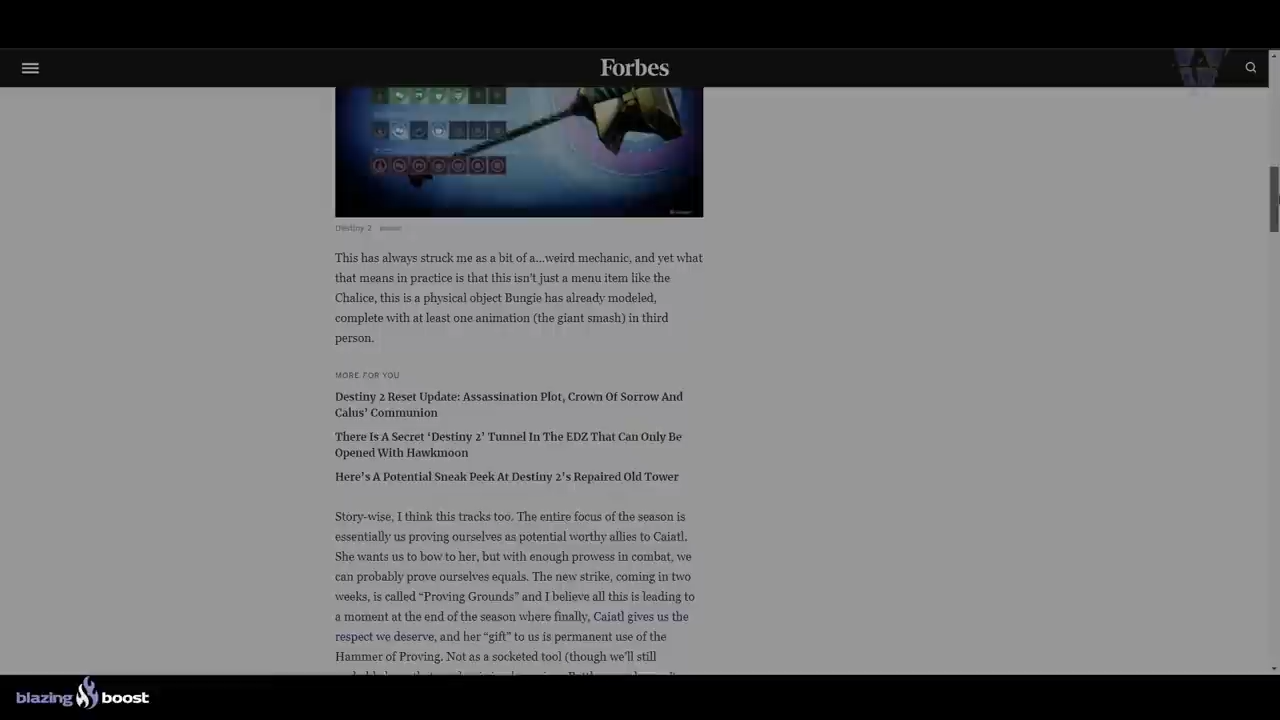 Forbes
Destiny 2
This has always struck me as a bit of a...weird mechanic, and yet what
that means in practice is that this isn't just a menu item like the
Chalice, this is a physical object Bungie has already modeled,
complete with at least one animation (the giant smash) in third
person.
MORE FOR YOU
Destiny 2 Reset Update: Assassination Plot, Crown Of Sorrow And
Calus' Communion
There Is A Secret ‘Destiny 2’ Tunnel In The EDZ That Can Only Be
Opened With Hawkmoon
Here's A Potential Sneak Peek At Destiny 2's Repaired Old Tower
Story-wise, I think this tracks too. The entire focus of the season is
essentially us proving ourselves as potential worthy allies to Caiatl.
She wants us to bow to her, but with enough prowess in combat, we
can probably prove ourselves equals. The new strike, coming in two
weeks, is called “Proving Grounds” and I believe all this is leading to
a moment at the end of the season where finally, Caiatl gives us the
respect we deserve, and her “gift” to us is permanent use of the
Hammer of Proving. Not as a socketed tool (though we'll still
blazing boost